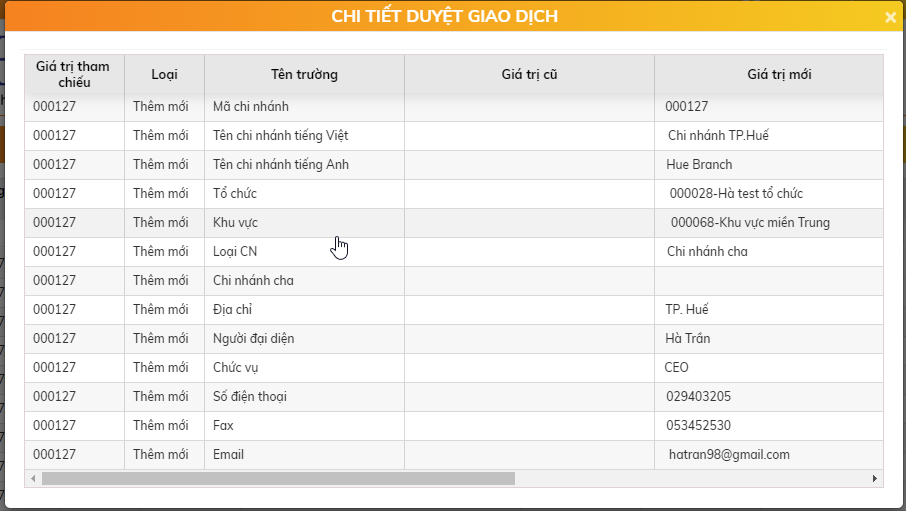 CHI TIẾT DUYỆT GIAO DỊCH ×
Giá trị tham chiếu Loại Tên trường Giá trị cũ Giá trị mới
000127 Thêm mới Mã chi nhánh 000127
000127 Thêm mới Tên chi nhánh tiếng Việt Chi nhánh TP.Huế
000127 Thêm mới Tên chi nhánh tiếng Anh Hue Branch
000127 Thêm mới Tổ chức 000028-Hà test tổ chức
000127 Thêm mới Khu vực 000068-Khu vực miền Trung
000127 Thêm mới Loại CN Chi nhánh cha
000127 Thêm mới Chi nhánh cha
000127 Thêm mới Địa chỉ TP. Huế
000127 Thêm mới Người đại diện Hà Trần
000127 Thêm mới Chức vụ CEO
000127 Thêm mới Số điện thoại 029403205
000127 Thêm mới Fax 053452530
000127 Thêm mới Email hatran98@gmail.com